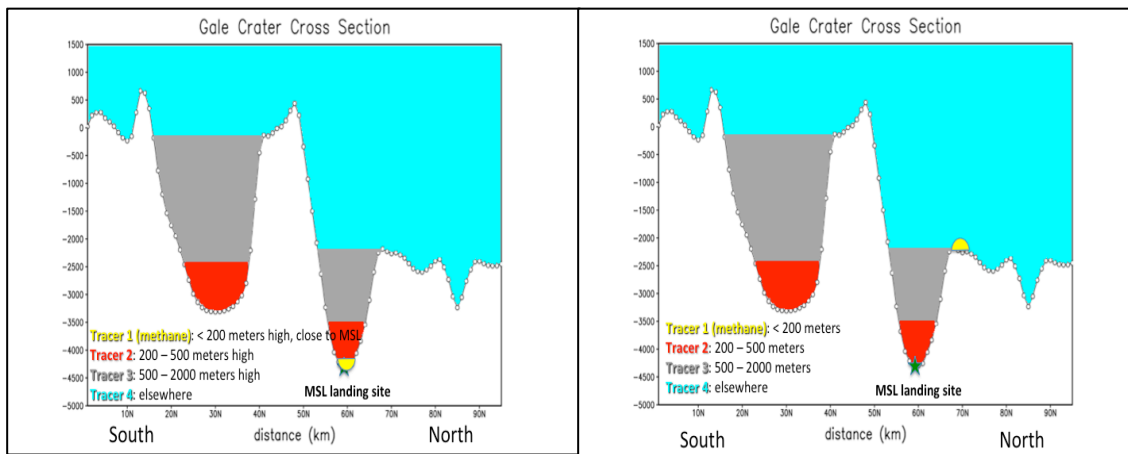 Gale Crater Cross Section
1500
1000
500
0
−500
−1000
−1500
−2000
−2500
−3000
−3500
−4000
−4500
−5000
Tracer 1 (methane): < 200 meters high, close to MSL
Tracer 2: 200 – 500 meters high
Tracer 3: 500 – 2000 meters high
Tracer 4: elsewhere
MSL landing site
10N 20N 30N 40N 50N 60N 70N 80N 90N
South distance (km) North
Gale Crater Cross Section
1500
1000
500
0
−500
−1000
−1500
−2000
−2500
−3000
−3500
−4000
−4500
−5000
Tracer 1 (methane): < 200 meters
Tracer 2: 200 – 500 meters
Tracer 3: 500 – 2000 meters
Tracer 4: elsewhere
MSL landing site
10N 20N 30N 40N 50N 60N 70N 80N 90N
South distance (km) North